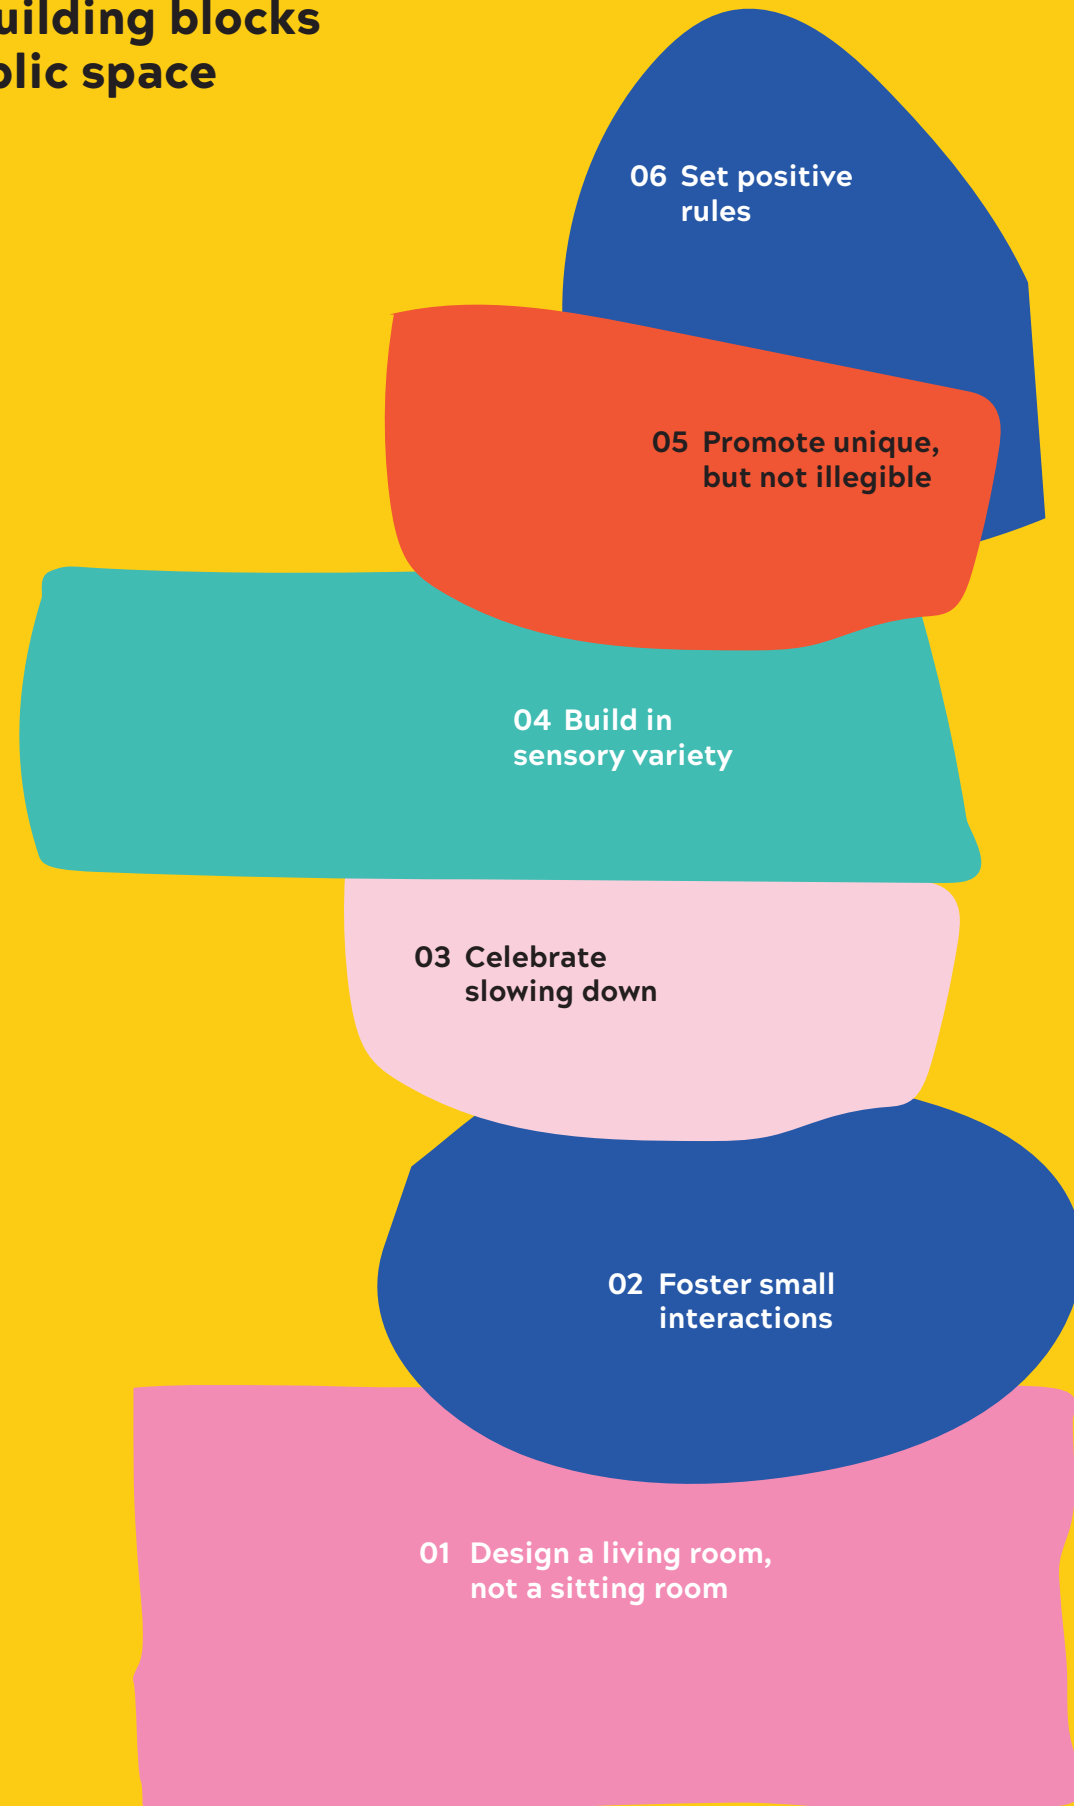 uilding blocks
blic space
06 Set positive
rules
05 Promote unique,
but not illegible
04 Build in
sensory variety
03 Celebrate
slowing down
02 Foster small
interactions
01 Design a living room,
not a sitting room